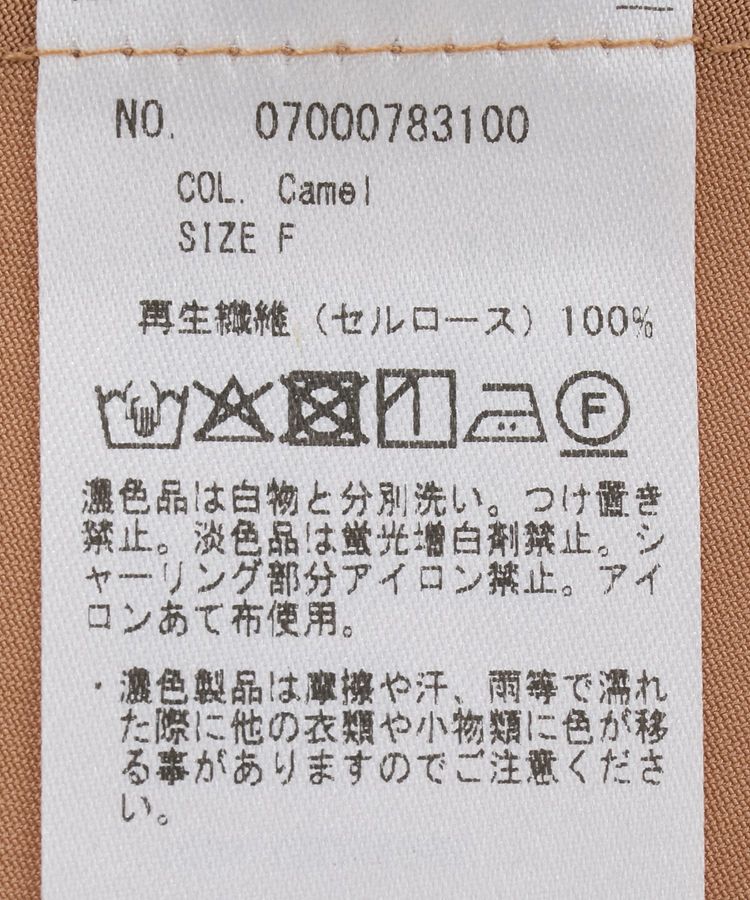 NO. 07000783100
COL. Camel
SIZE F
再生繊維（セルロース）100%
F
濃色品は白物と分別洗い。つけ置き
禁止。淡色品は蛍光増白剤禁止。シ
ャーリング部分アイロン禁止。アイ
ロンあて布使用。
・濃色製品は摩擦や汗、雨等で濡れ
た際に他の衣類や小物類に色が移
る事がありますのでご注意くださ
い。